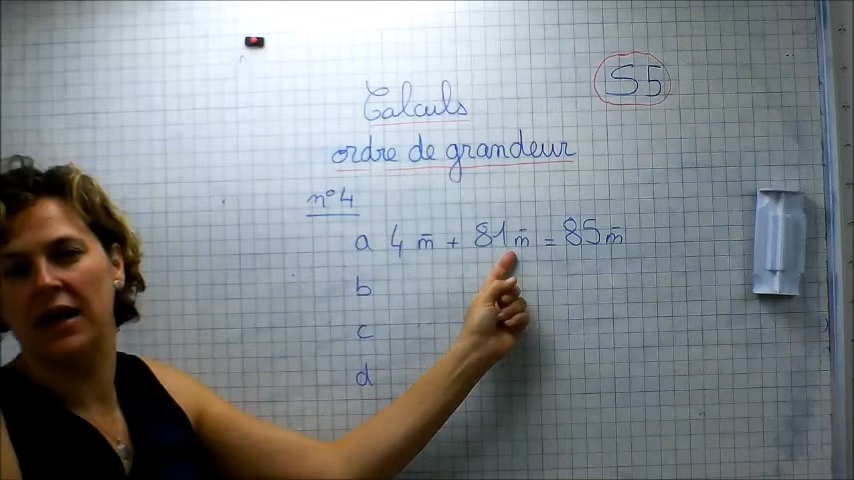 S5
Calculs
ordre de grandeur
n°4
a 4 m̄ + 81 m̄ = 85 m̄
b
c
d